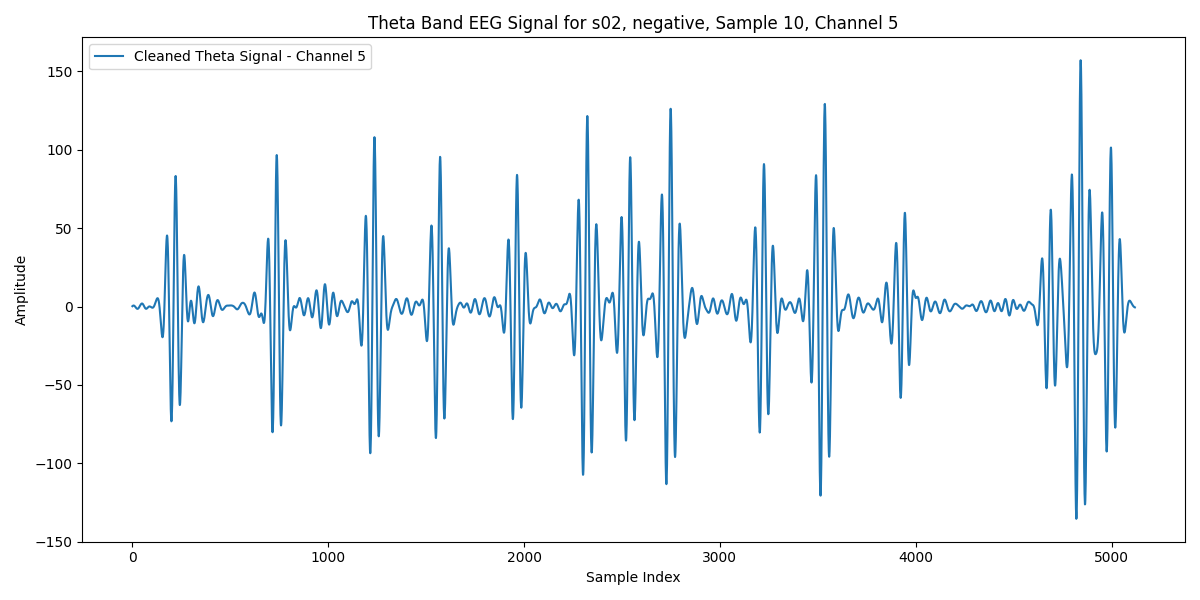 Theta Band EEG Signal for s02, negative, Sample 10, Channel 5
Cleaned Theta Signal - Channel 5
Amplitude
150
100
50
0
−50
−100
−150
0 1000 2000 3000 4000 5000
Sample Index